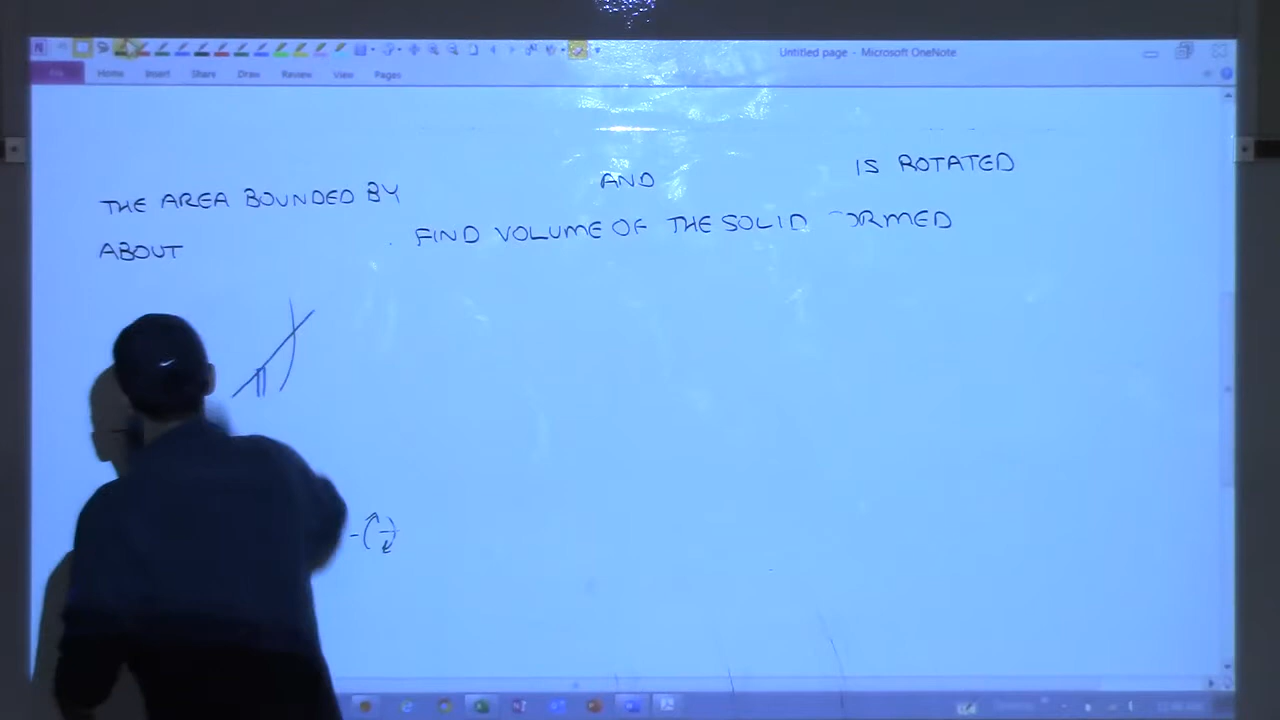 Untitled page - Microsoft OneNote
Home Insert Share Draw Review View Pages
THE AREA BOUNDED BY AND IS ROTATED
ABOUT . FIND VOLUME OF THE SOLID ORMED